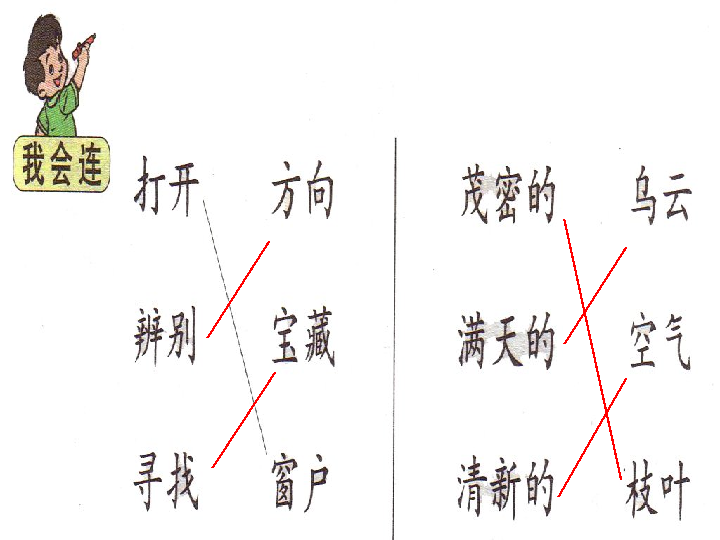 我会连
打开 方向 茂密的 乌云
辨别 宝藏 满天的 空气
寻找 窗户 清新的 枝叶